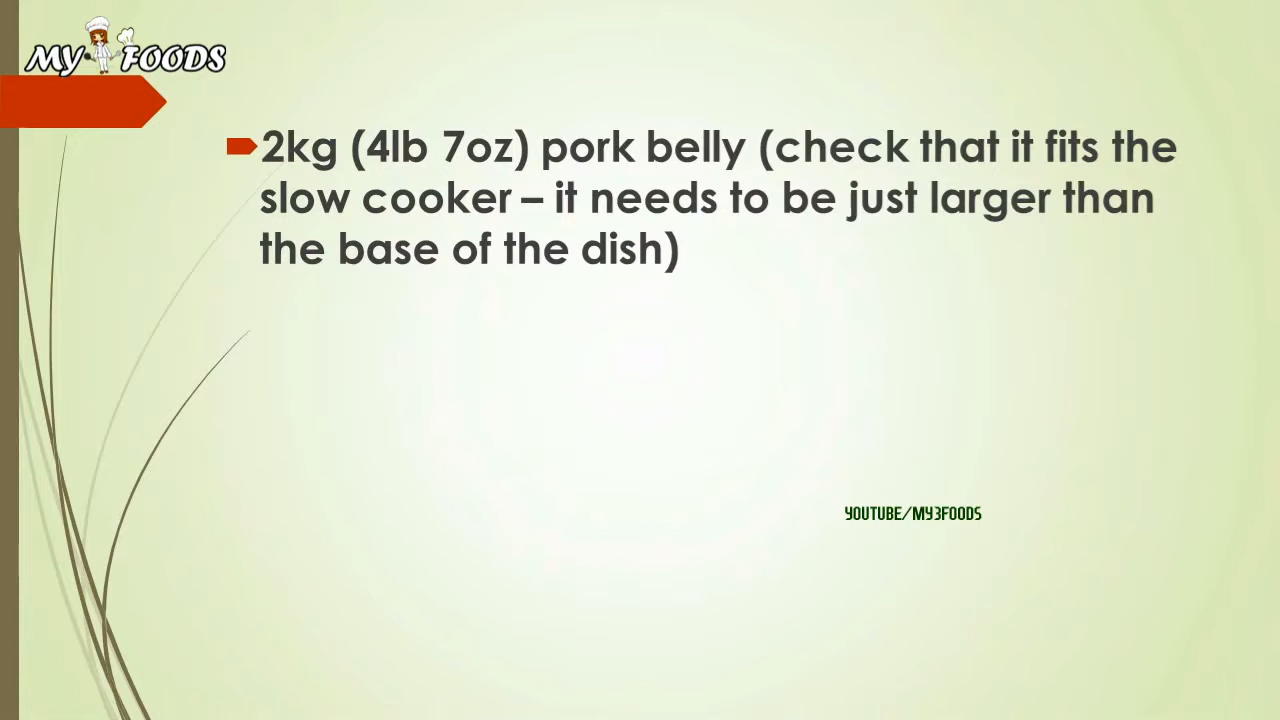 MY FOODS
2kg (4lb 7oz) pork belly (check that it fits the
slow cooker – it needs to be just larger than
the base of the dish)
YOUTUBE/MY3FOODS